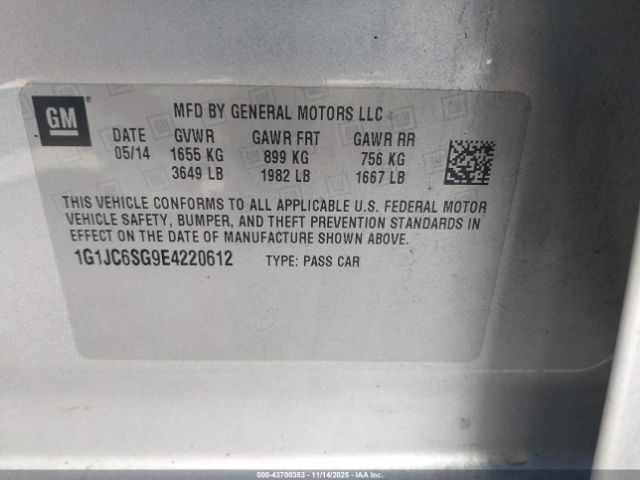 GM
MFD BY GENERAL MOTORS LLC
DATE GVWR GAWR FRT GAWR RR
05/14 1655 KG 899 KG 756 KG
3649 LB 1982 LB 1667 LB
THIS VEHICLE CONFORMS TO ALL APPLICABLE U.S. FEDERAL MOTOR
VEHICLE SAFETY, BUMPER, AND THEFT PREVENTION STANDARDS IN
EFFECT ON THE DATE OF MANUFACTURE SHOWN ABOVE.
1G1JC6SG9E4220612 TYPE: PASS CAR
000-43700353 - 11/14/2025 - IAA Inc.